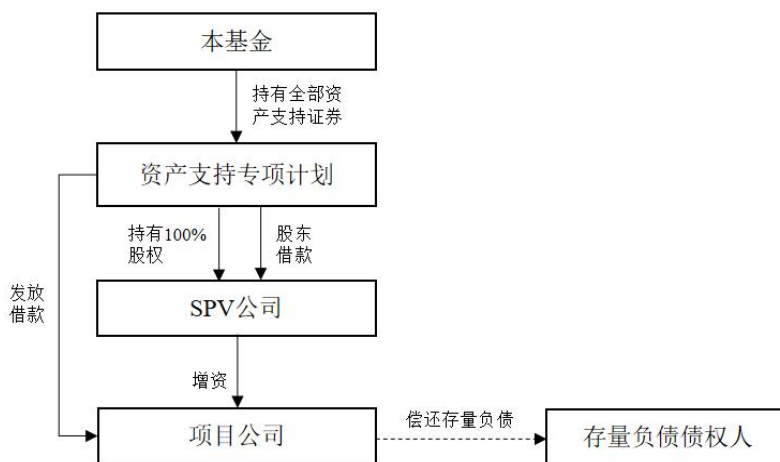 本基金
持有全部资
产支持证券
资产支持专项计划
持有100%
股权
股东
借款
发放
借款
SPV公司
增资
项目公司
偿还存量负债
存量负债债权人